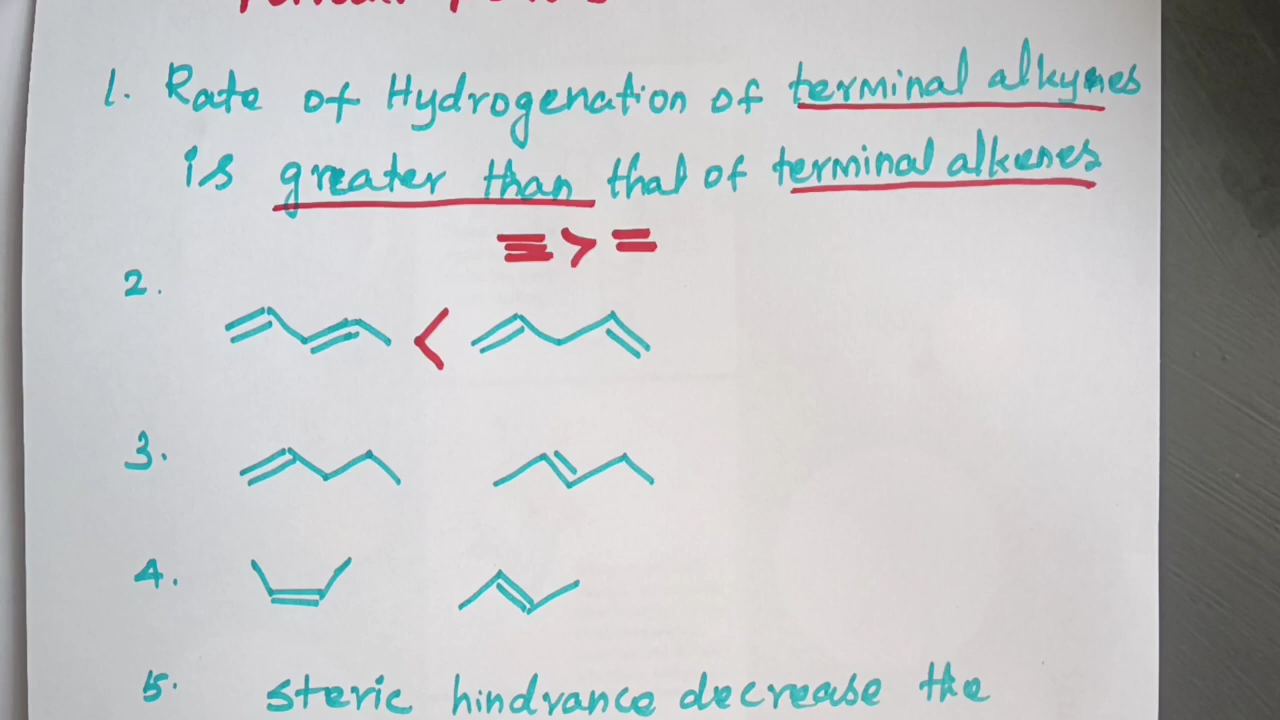 1. Rate of Hydrogenation of terminal alkynes
is greater than that of terminal alkenes
≡ > =
2.
<
3.
4.
5. steric hindrance decrease the